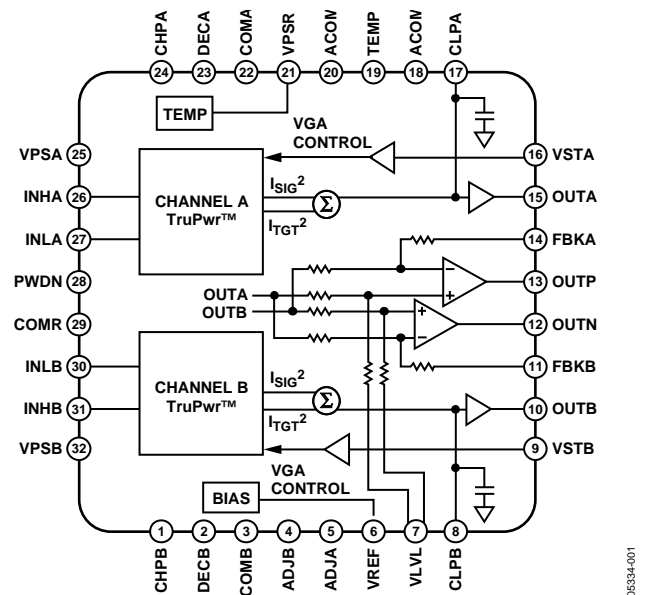 CHPA
DECA
COMA
VPSR
ACOM
TEMP
ACOM
CLPA
24
23
22
21
20
19
18
17
TEMP
VGA
CONTROL
VPSA 25
16 VSTA
INHA 26
CHANNEL A
TruPwr™
ISIG²
Σ
15 OUTA
INLA 27
ITGT²
14 FBKA
PWDN 28
−
+
13 OUTP
OUTA
OUTB
COMR 29
+
−
12 OUTN
INLB 30
CHANNEL B
TruPwr™
ISIG²
11 FBKB
INHB 31
Σ
ITGT²
10 OUTB
VPSB 32
9 VSTB
VGA
CONTROL
BIAS
1
2
3
4
5
6
7
8
CHPB
DECB
COMB
ADJB
ADJA
VREF
VLVL
CLPB
05334-001